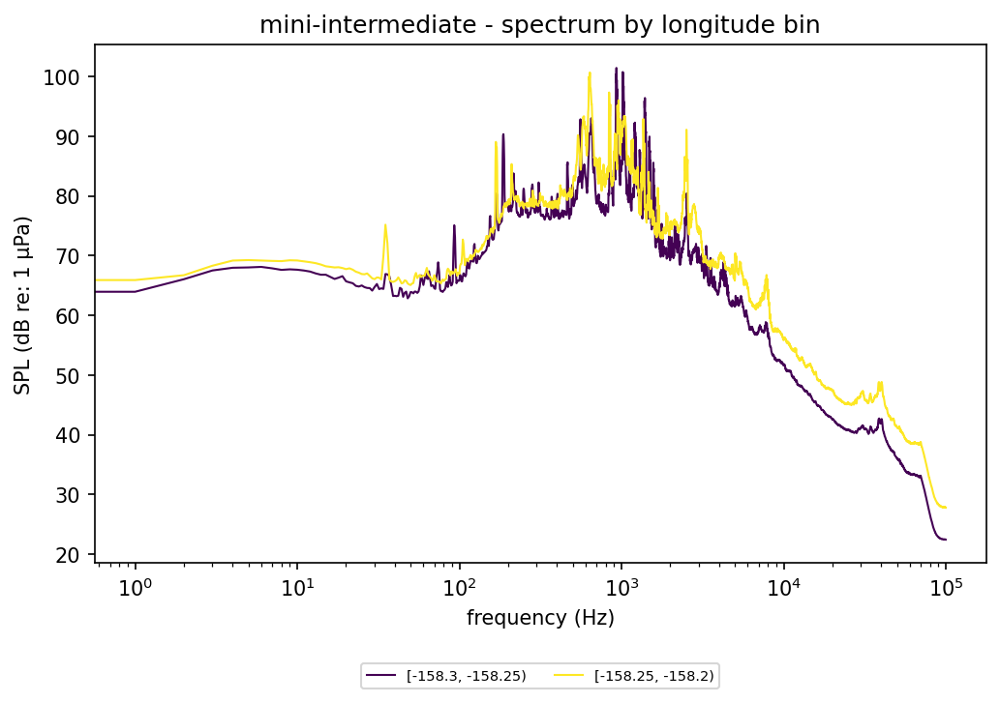 mini-intermediate - spectrum by longitude bin
SPL (dB re: 1 μPa)
100
90
80
70
60
50
40
30
20
10⁰ 10¹ 10² 10³ 10⁴ 10⁵
frequency (Hz)
[-158.3, -158.25) [-158.25, -158.2)